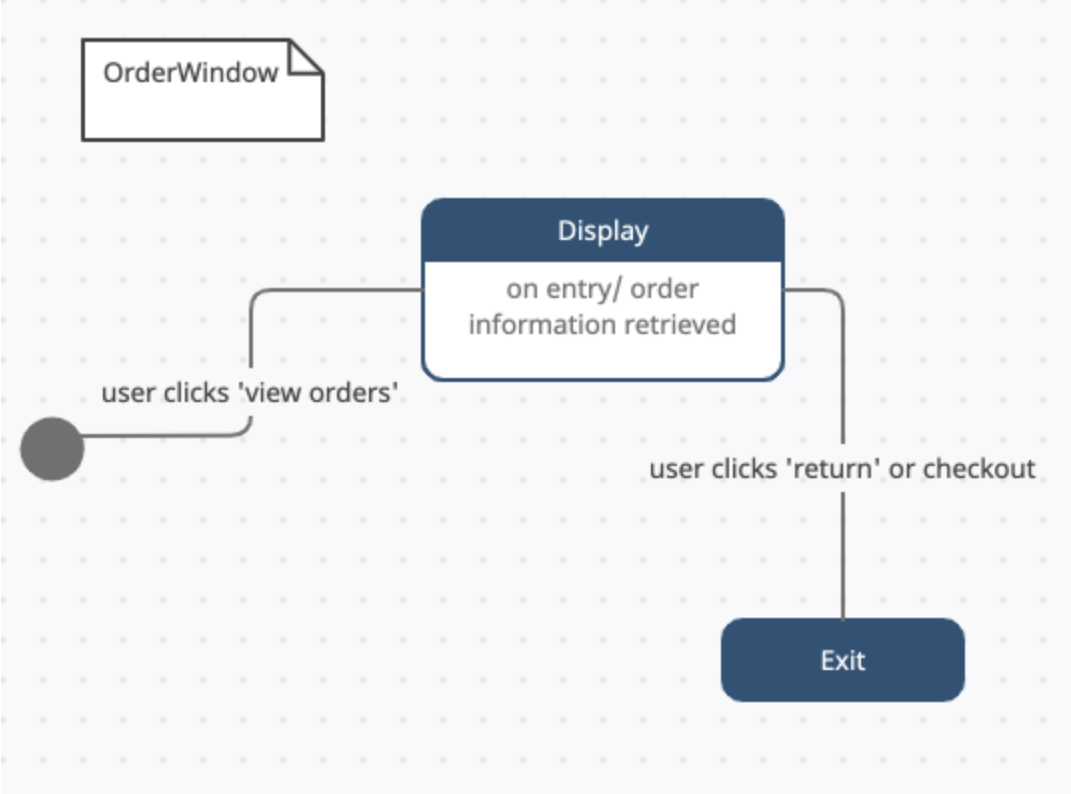 OrderWindow
Display
on entry/ order
information retrieved
user clicks 'view orders'
user clicks 'return' or checkout
Exit